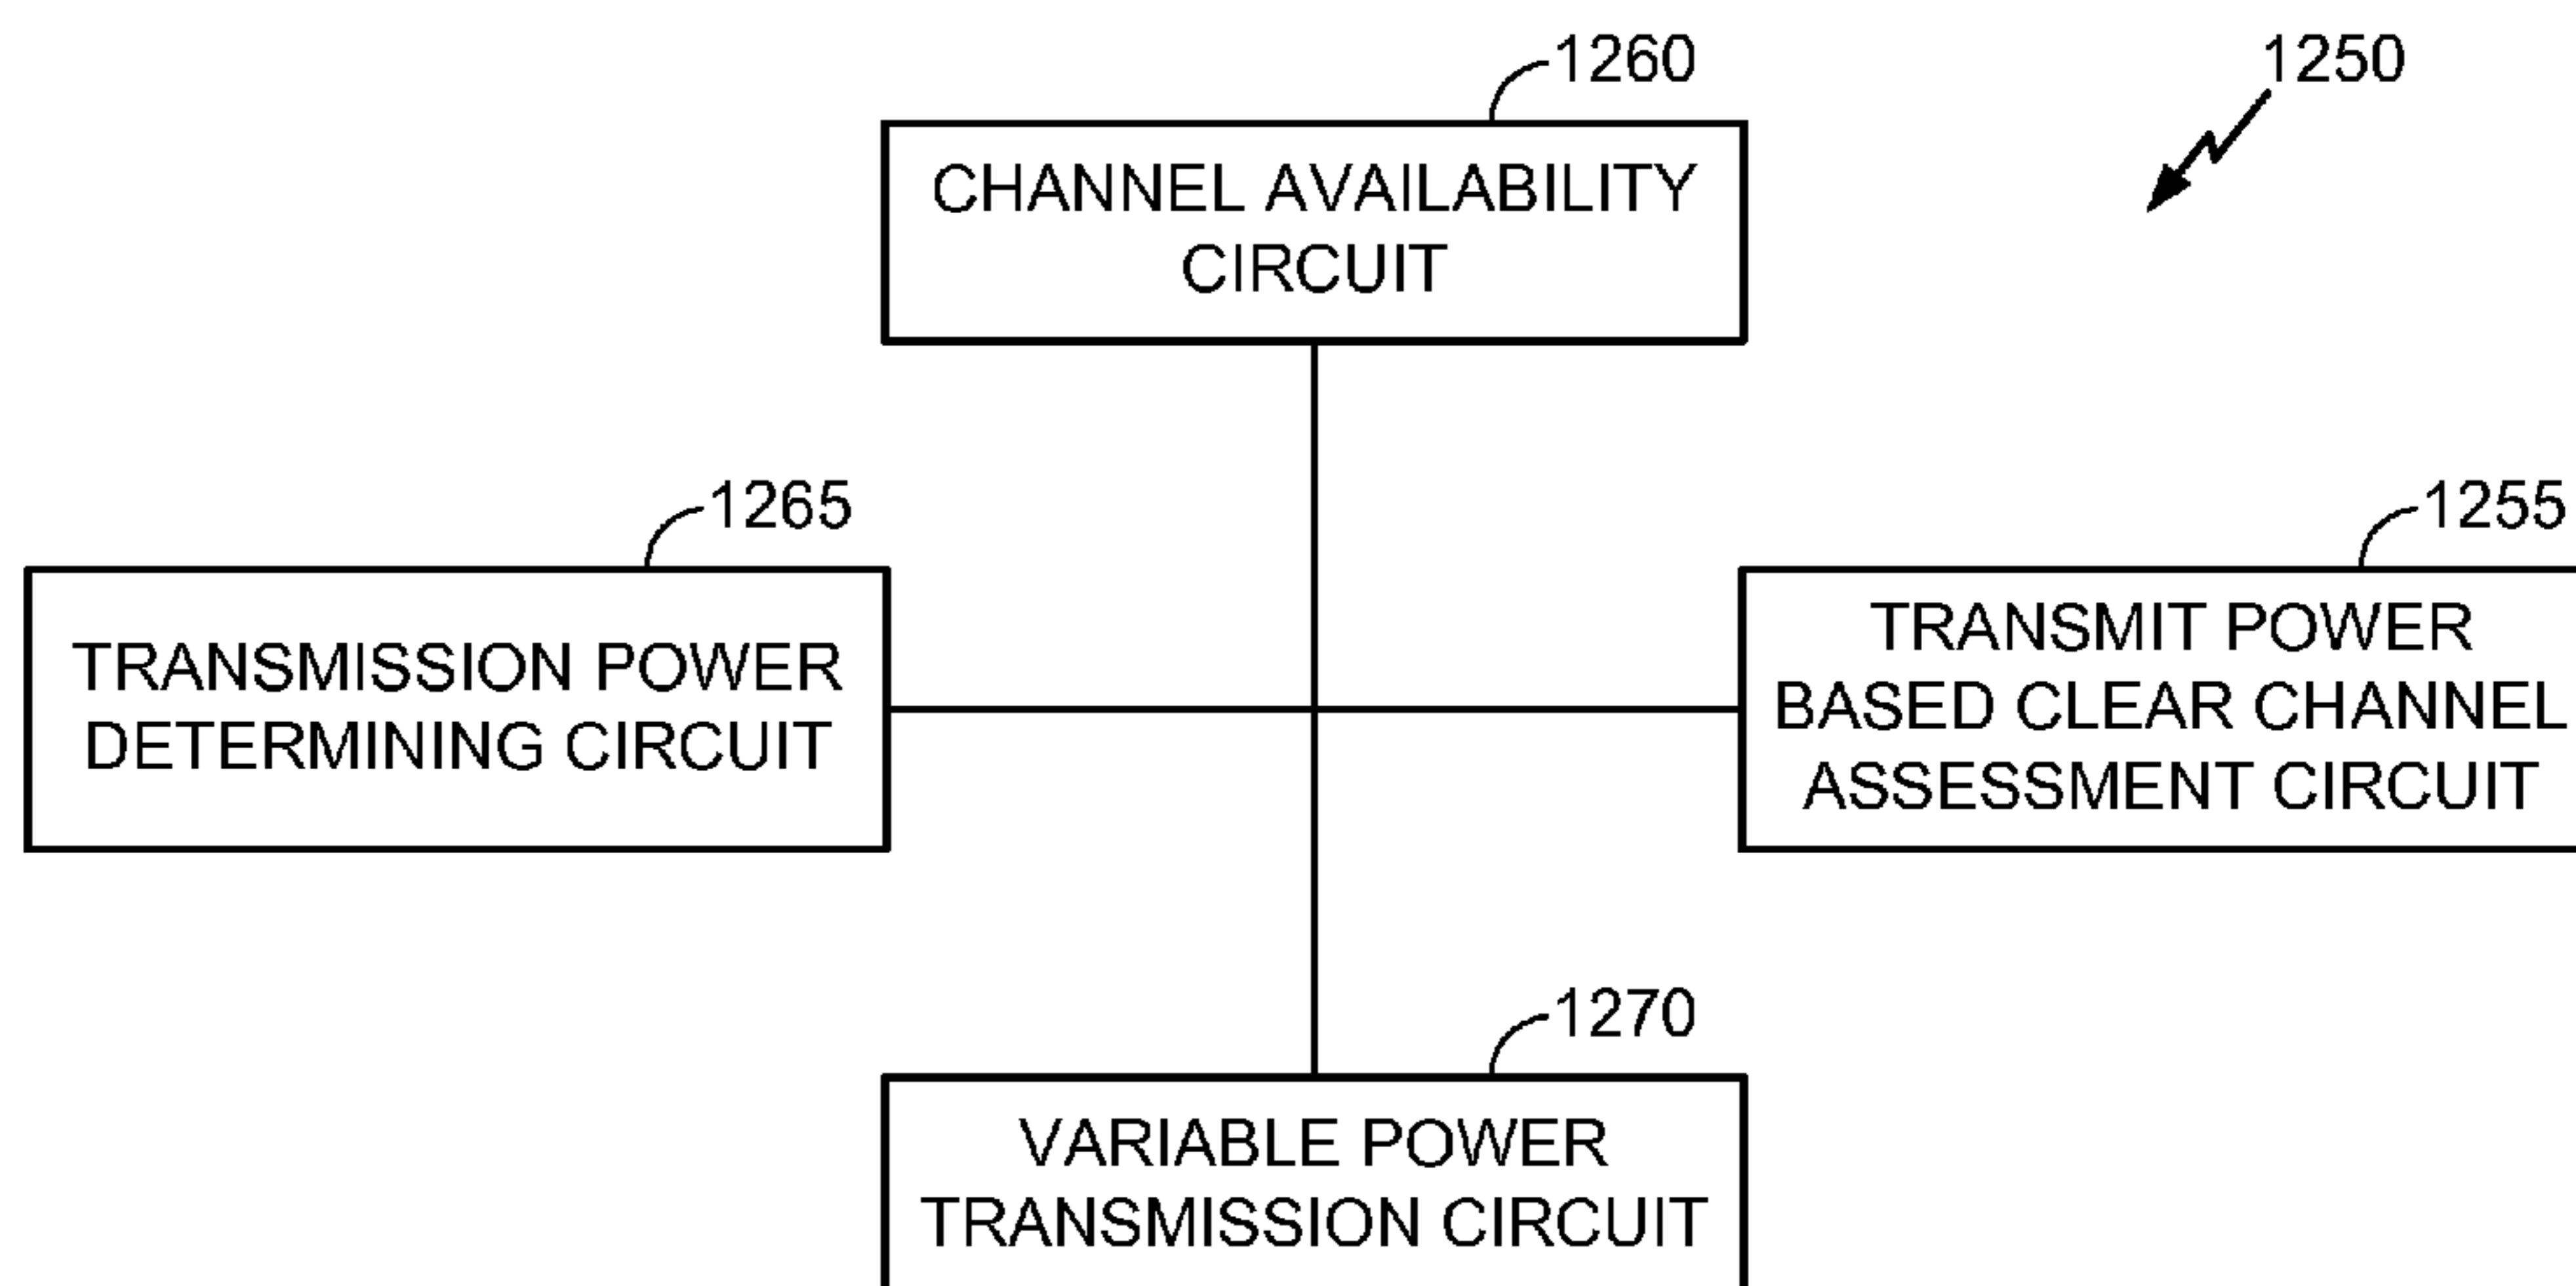 1260
1250
CHANNEL AVAILABILITY
CIRCUIT
1265
1255
TRANSMISSION POWER
DETERMINING CIRCUIT
TRANSMIT POWER
BASED CLEAR CHANNEL
ASSESSMENT CIRCUIT
1270
VARIABLE POWER
TRANSMISSION CIRCUIT